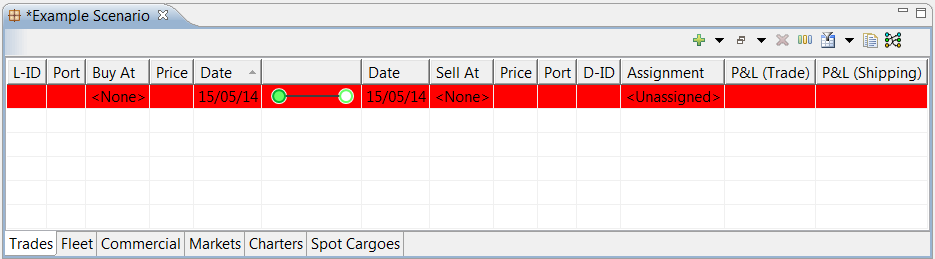 *Example Scenario
L-ID Port Buy At Price Date Date Sell At Price Port D-ID Assignment P&L (Trade) P&L (Shipping)
<None> 15/05/14 15/05/14 <None> <Unassigned>
Trades Fleet Commercial Markets Charters Spot Cargoes